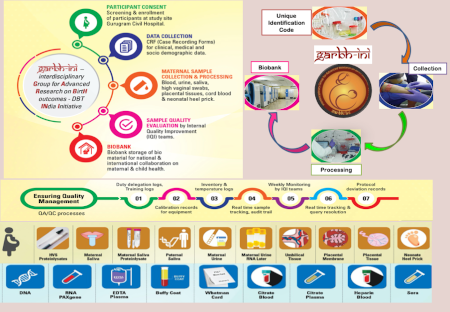 PARTICIPANT CONSENT
Screening & enrollment
of participants at study site
Gurugram Civil Hospital.
DATA COLLECTION
CRF (Case Recording Forms)
for clinical, medical and
socio demographic data.
garbh-ini –
interdisciplinary
Group for Advanced
Research on BirtH
outcomes - DBT
INdia Initiative
MATERNAL SAMPLE
COLLECTION & PROCESSING
Blood, urine, saliva,
high vaginal swabs,
placental tissues, cord blood
& neonatal heel prick.
SAMPLE QUALITY
EVALUATION by Internal
Quality Improvement
(IQI) teams.
BIOBANK
Biobank storage of bio
material for national &
international collaboration on
maternal & child health.
Unique
Identification
Code
garbh-ini
Biobank
Collection
Processing
Ensuring Quality
Management
QA/QC processes
Duty delegation logs,
Training logs
Inventory &
temperature logs
Weekly Monitoring
by IQI teams
Protocol
deviation records
01 02 03 04 05 06 07
Calibration records
for equipment
Real time sample
tracking, audit trail
Real time tracking &
query resolution
HVS
Proteolysates
Maternal
Saliva
Maternal Saliva
Proteolysate
Paternal
Saliva
Maternal
Urine
Maternal Urine
RNA Later
Umbilical
Tissue
Placental
Membrane
Placental
Tissue
Neonate
Heel Prick
DNA
RNA
PAXgene
EDTA
Plasma
Buffy Coat
Whatman
Card
Citrate
Blood
Citrate
Plasma
Heparin
Blood
Sera